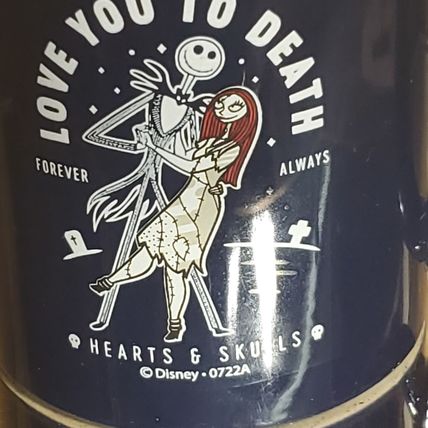 LOVE YOU TO DEATH
FOREVER
ALWAYS
HEARTS & SKULLS
© Disney • 0722A